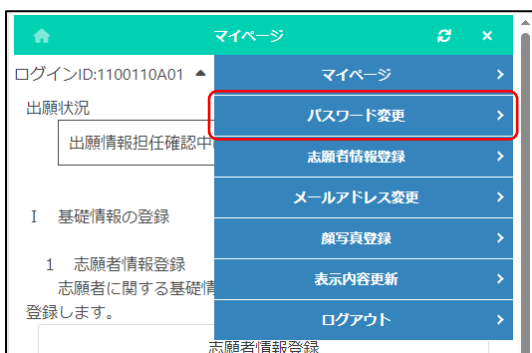 マイページ
ログインID:1100110A01 ▲
マイページ
出願状況
パスワード変更
出願情報担任確認中
志願者情報登録
メールアドレス変更
Ⅰ 基礎情報の登録
顔写真登録
1 志願者情報登録
表示内容更新
志願者に関する基礎情
登録します。
ログアウト
志願者情報登録